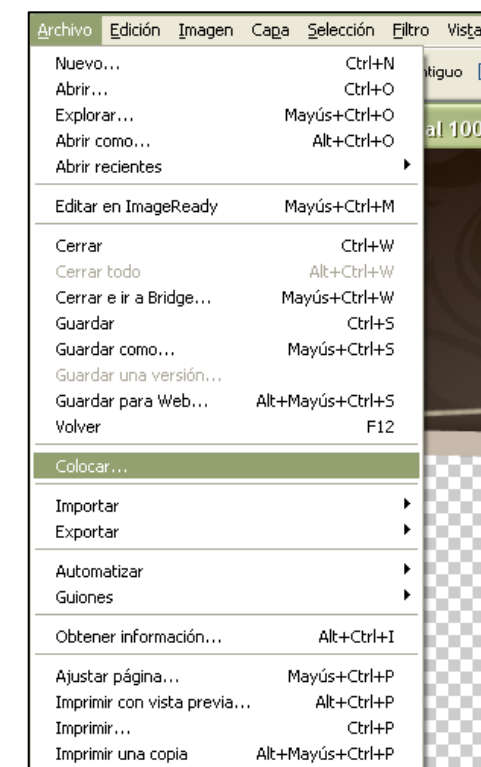 Archivo Edición Imagen Capa Selección Filtro Vista
Nuevo... Ctrl+N
Abrir... Ctrl+O
Explorar... Mayús+Ctrl+O
Abrir como... Alt+Ctrl+O
Abrir recientes
Editar en ImageReady Mayús+Ctrl+M
Cerrar Ctrl+W
Cerrar todo Alt+Ctrl+W
Cerrar e ir a Bridge... Mayús+Ctrl+W
Guardar Ctrl+S
Guardar como... Mayús+Ctrl+S
Guardar una versión...
Guardar para Web... Alt+Mayús+Ctrl+S
Volver F12
Colocar...
Importar
Exportar
Automatizar
Guiones
Obtener información... Alt+Ctrl+I
Ajustar página... Mayús+Ctrl+P
Imprimir con vista previa... Alt+Ctrl+P
Imprimir... Ctrl+P
Imprimir una copia Alt+Mayús+Ctrl+P
tiguo
al 100